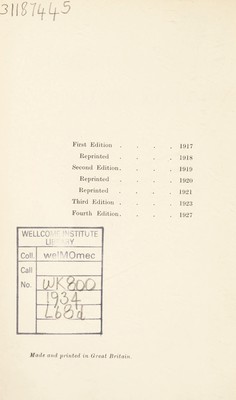 31187445
First Edition . . . . 1917
Reprinted . . . . 1918
Second Edition . . . . 1919
Reprinted . . . . 1920
Reprinted . . . . 1921
Third Edition . . . . 1923
Fourth Edition . . . . 1927
WELLCOME INSTITUTE
LIBRARY
Coll. welMOmec
Call
No. WK800
1934
L68d
Made and printed in Great Britain.